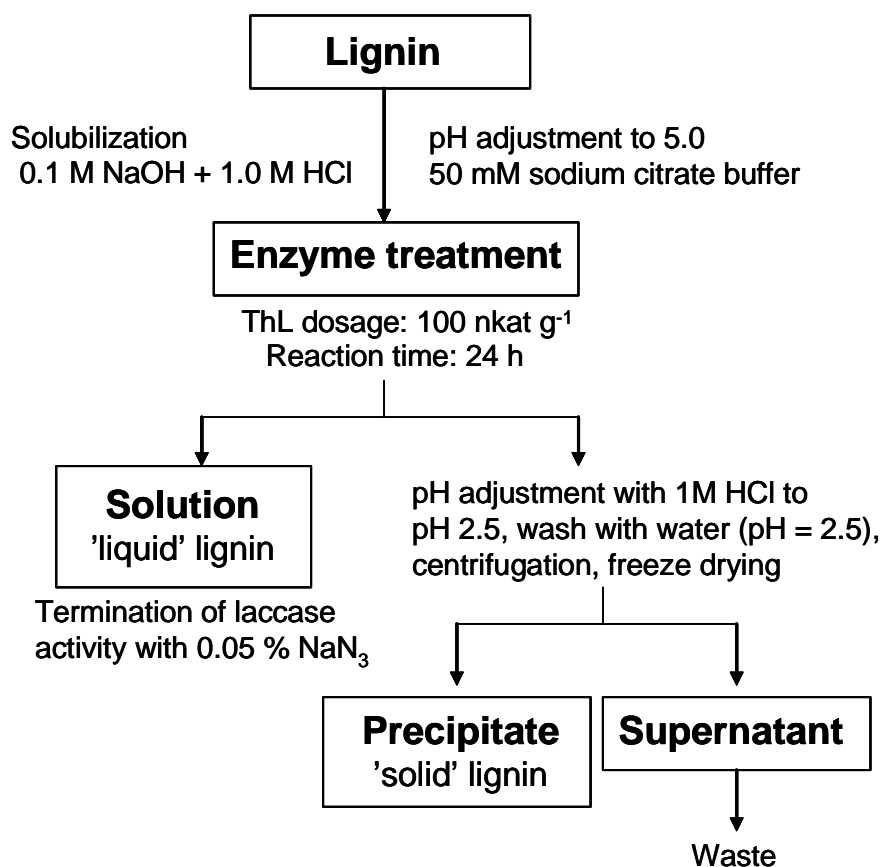 Lignin
Solubilization
0.1 M NaOH + 1.0 M HCl
pH adjustment to 5.0
50 mM sodium citrate buffer
Enzyme treatment
ThL dosage: 100 nkat g⁻¹
Reaction time: 24 h
Solution
’liquid’ lignin
Termination of laccase
activity with 0.05 % NaN₃
pH adjustment with 1M HCl to
pH 2.5, wash with water (pH = 2.5),
centrifugation, freeze drying
Precipitate
’solid’ lignin
Supernatant
Waste